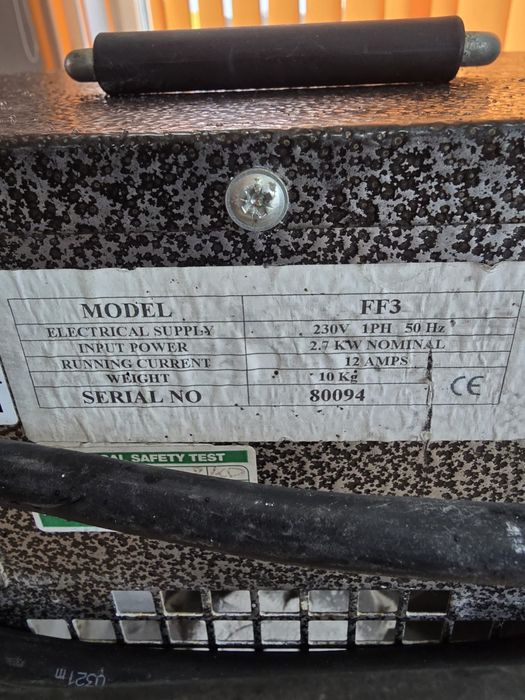 MODEL FF3
ELECTRICAL SUPPLY 230V 1PH 50 Hz
INPUT POWER 2.7 KW NOMINAL
RUNNING CURRENT 12 AMPS
WEIGHT 10 Kg
SERIAL NO 80094
CE
SAFETY TEST